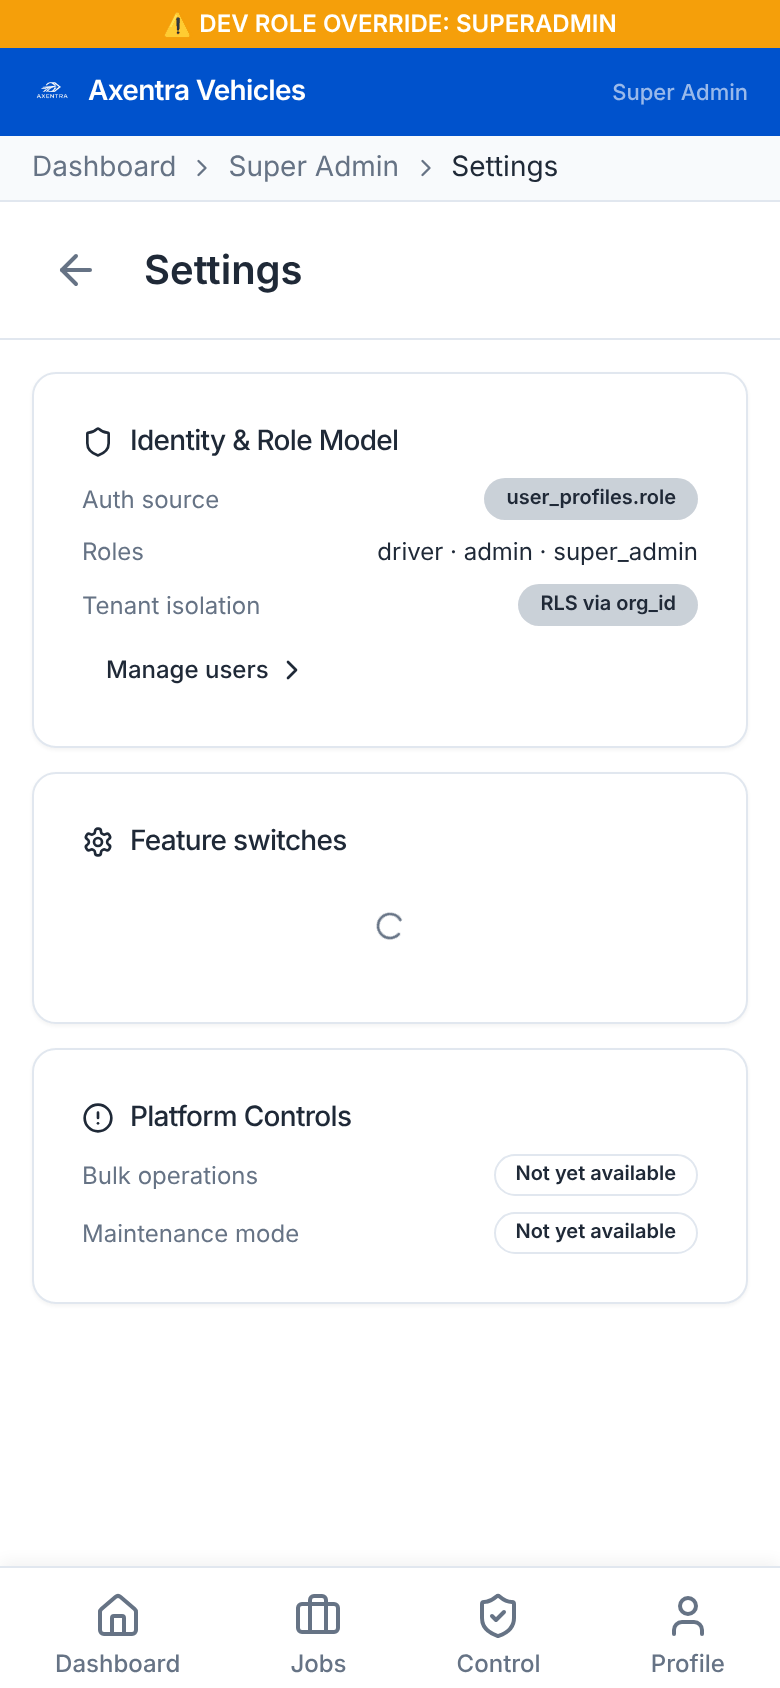 ⚠️ DEV ROLE OVERRIDE: SUPERADMIN
AXENTRA
Axentra Vehicles
Super Admin
Dashboard > Super Admin > Settings
Settings
Identity & Role Model
Auth source
user_profiles.role
Roles
driver · admin · super_admin
Tenant isolation
RLS via org_id
Manage users
Feature switches
Platform Controls
Bulk operations
Not yet available
Maintenance mode
Not yet available
Dashboard
Jobs
Control
Profile